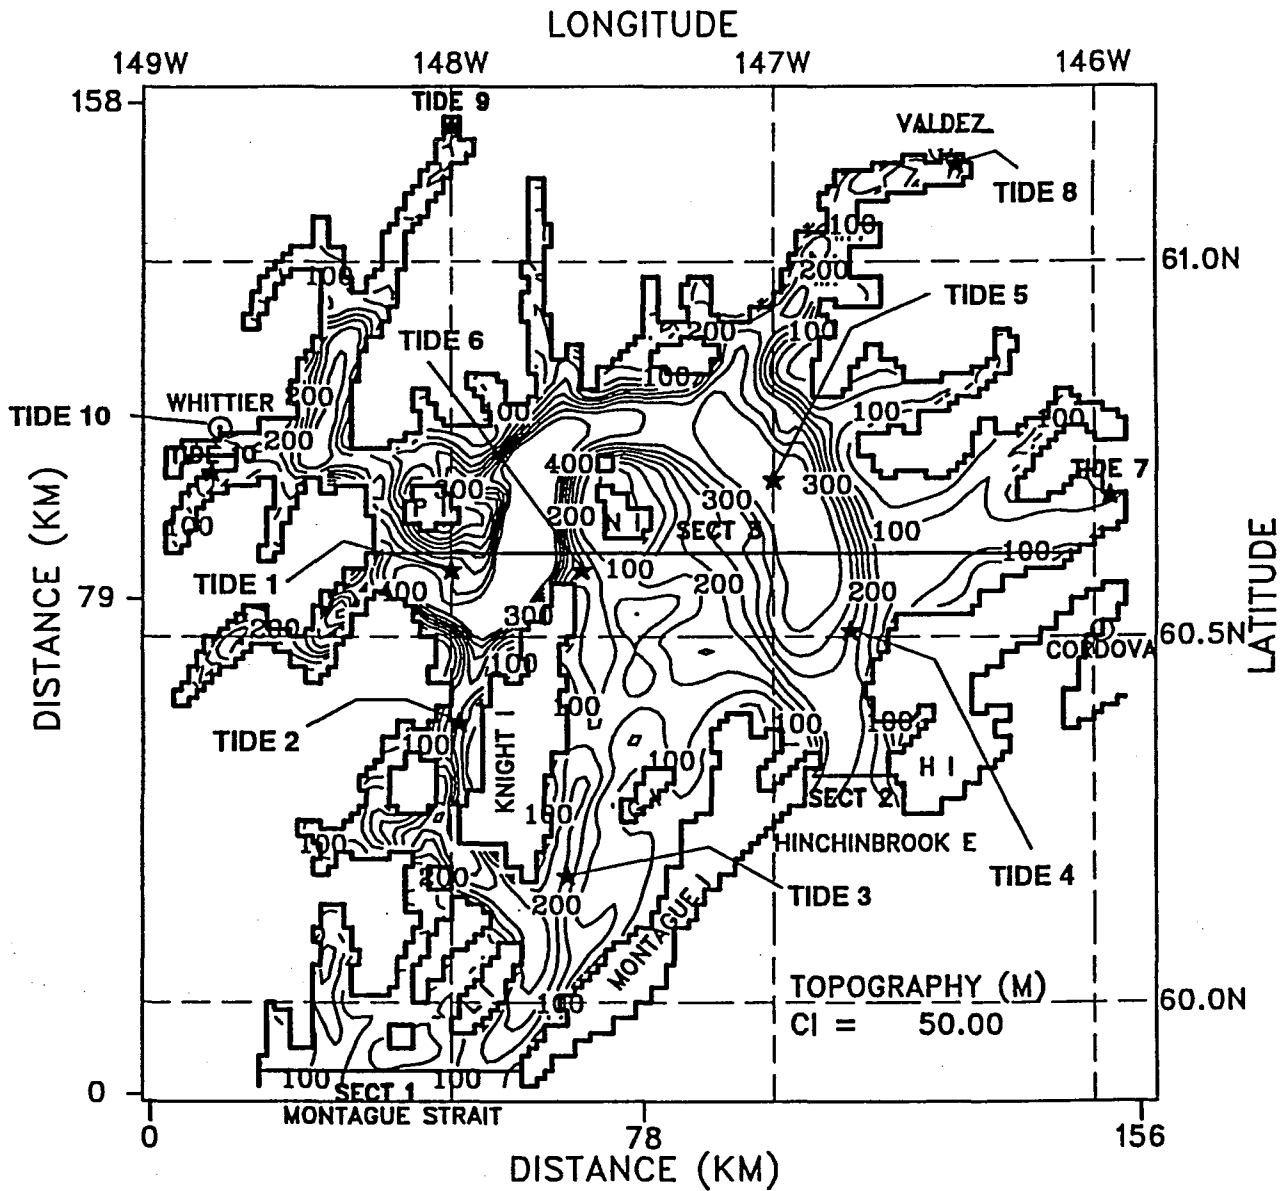 LONGITUDE
149W 148W 147W 146W
158
TIDE 9
VALDEZ
TIDE 8
100
61.0N
100
200
TIDE 5
200 100
TIDE 6
100
200
WHITTIER
100 100 100
TIDE 10
200
400
TIDE 7
300 300 300
200
N I
SECT 3
100
100
P I
100
100
TIDE 1
100 200 200
79
300
200
60.5N
CORDOVA
100
100
TIDE 2
100 100
100
100
H I
KNIGHT I
SECT 2
100
HINCHINBROOK E
100
TIDE 4
200
TIDE 3
200
MONTAGUE I
L I
TOPOGRAPHY (M)
100
60.0N
CI = 50.00
100 100
0
SECT 1
MONTAGUE STRAIT
0 78 156
DISTANCE (KM)
DISTANCE (KM)
LATITUDE